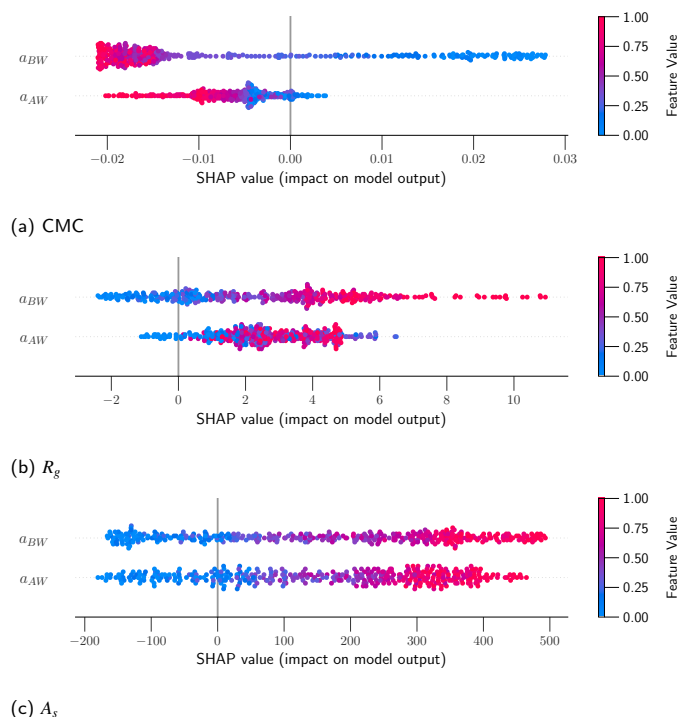 1.00
a_BW
0.75
0.50
a_AW
0.25
0.00
Feature Value
−0.02 −0.01 0.00 0.01 0.02 0.03
SHAP value (impact on model output)
(a) CMC
1.00
a_BW
0.75
0.50
a_AW
0.25
0.00
Feature Value
−2 0 2 4 6 8 10
SHAP value (impact on model output)
(b) R_g
1.00
a_BW
0.75
0.50
a_AW
0.25
0.00
Feature Value
−200 −100 0 100 200 300 400 500
SHAP value (impact on model output)
(c) A_s